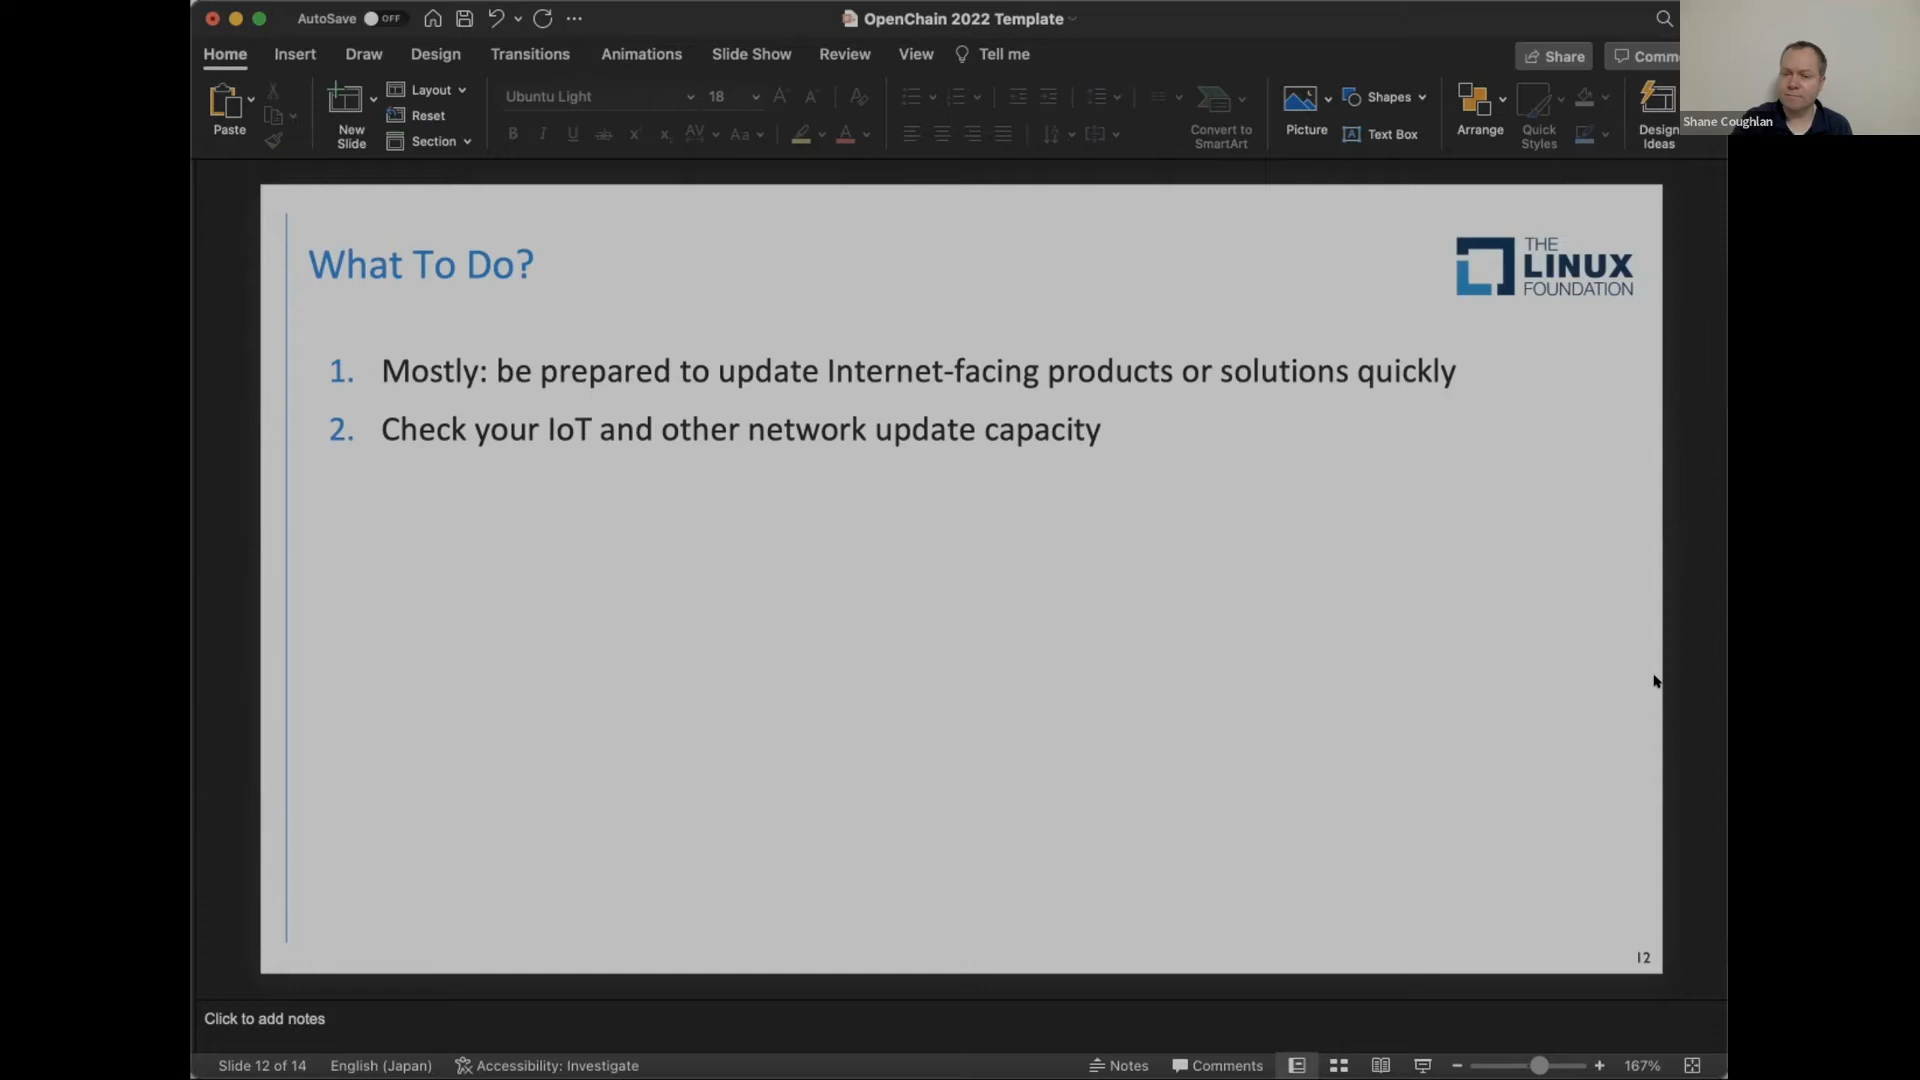 AutoSave OFF
OpenChain 2022 Template
Home Insert Draw Design Transitions Animations Slide Show Review View Tell me
Share Comm
Shane Coughlan
Paste
New
Slide
Layout
Reset
Section
Ubuntu Light 18
Convert to
SmartArt
Picture
Shapes
Text Box
Arrange
Quick
Styles
Design
Ideas
What To Do?
THE
LINUX
FOUNDATION
1. Mostly: be prepared to update Internet-facing products or solutions quickly
2. Check your IoT and other network update capacity
12
Click to add notes
Slide 12 of 14 English (Japan) Accessibility: Investigate Notes Comments 167%